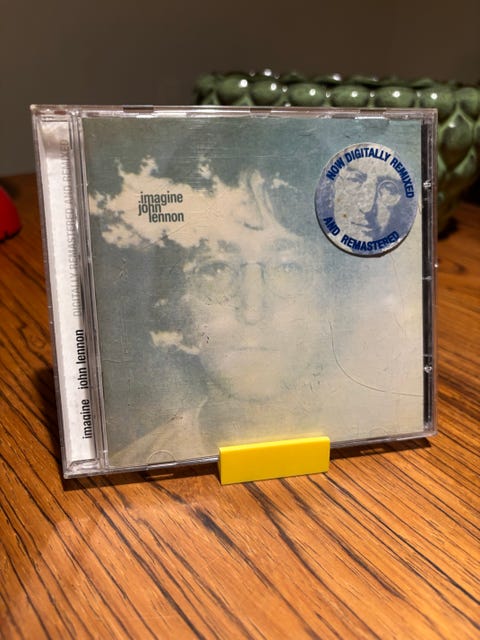 imagine
john
lennon
NOW DIGITALLY REMIXED
AND REMASTERED
imagine john lennon DIGITALLY REMASTERED AND REMIXED